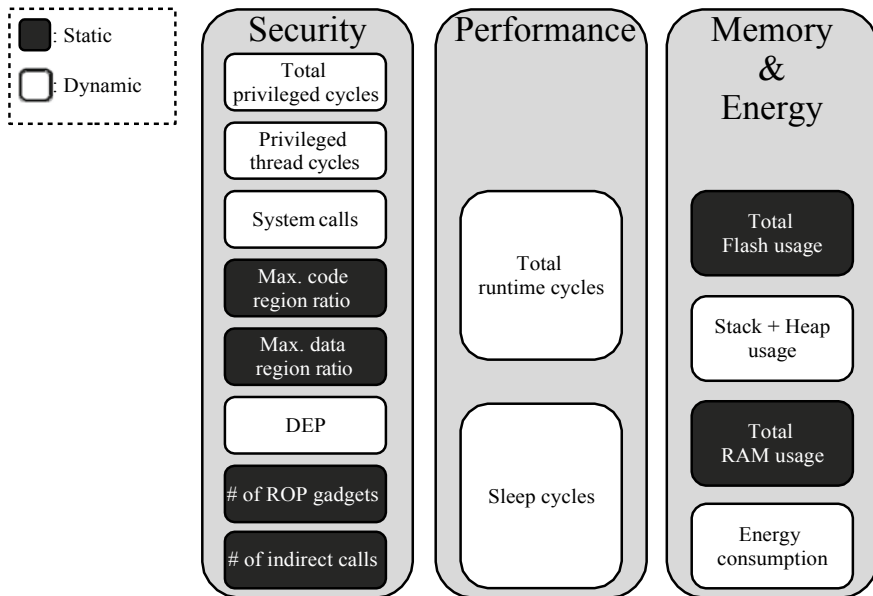 : Static
: Dynamic
Security
Total
privileged cycles
Privileged
thread cycles
System calls
Max. code
region ratio
Max. data
region ratio
DEP
# of ROP gadgets
# of indirect calls
Performance
Total
runtime cycles
Sleep cycles
Memory
&
Energy
Total
Flash usage
Stack + Heap
usage
Total
RAM usage
Energy
consumption